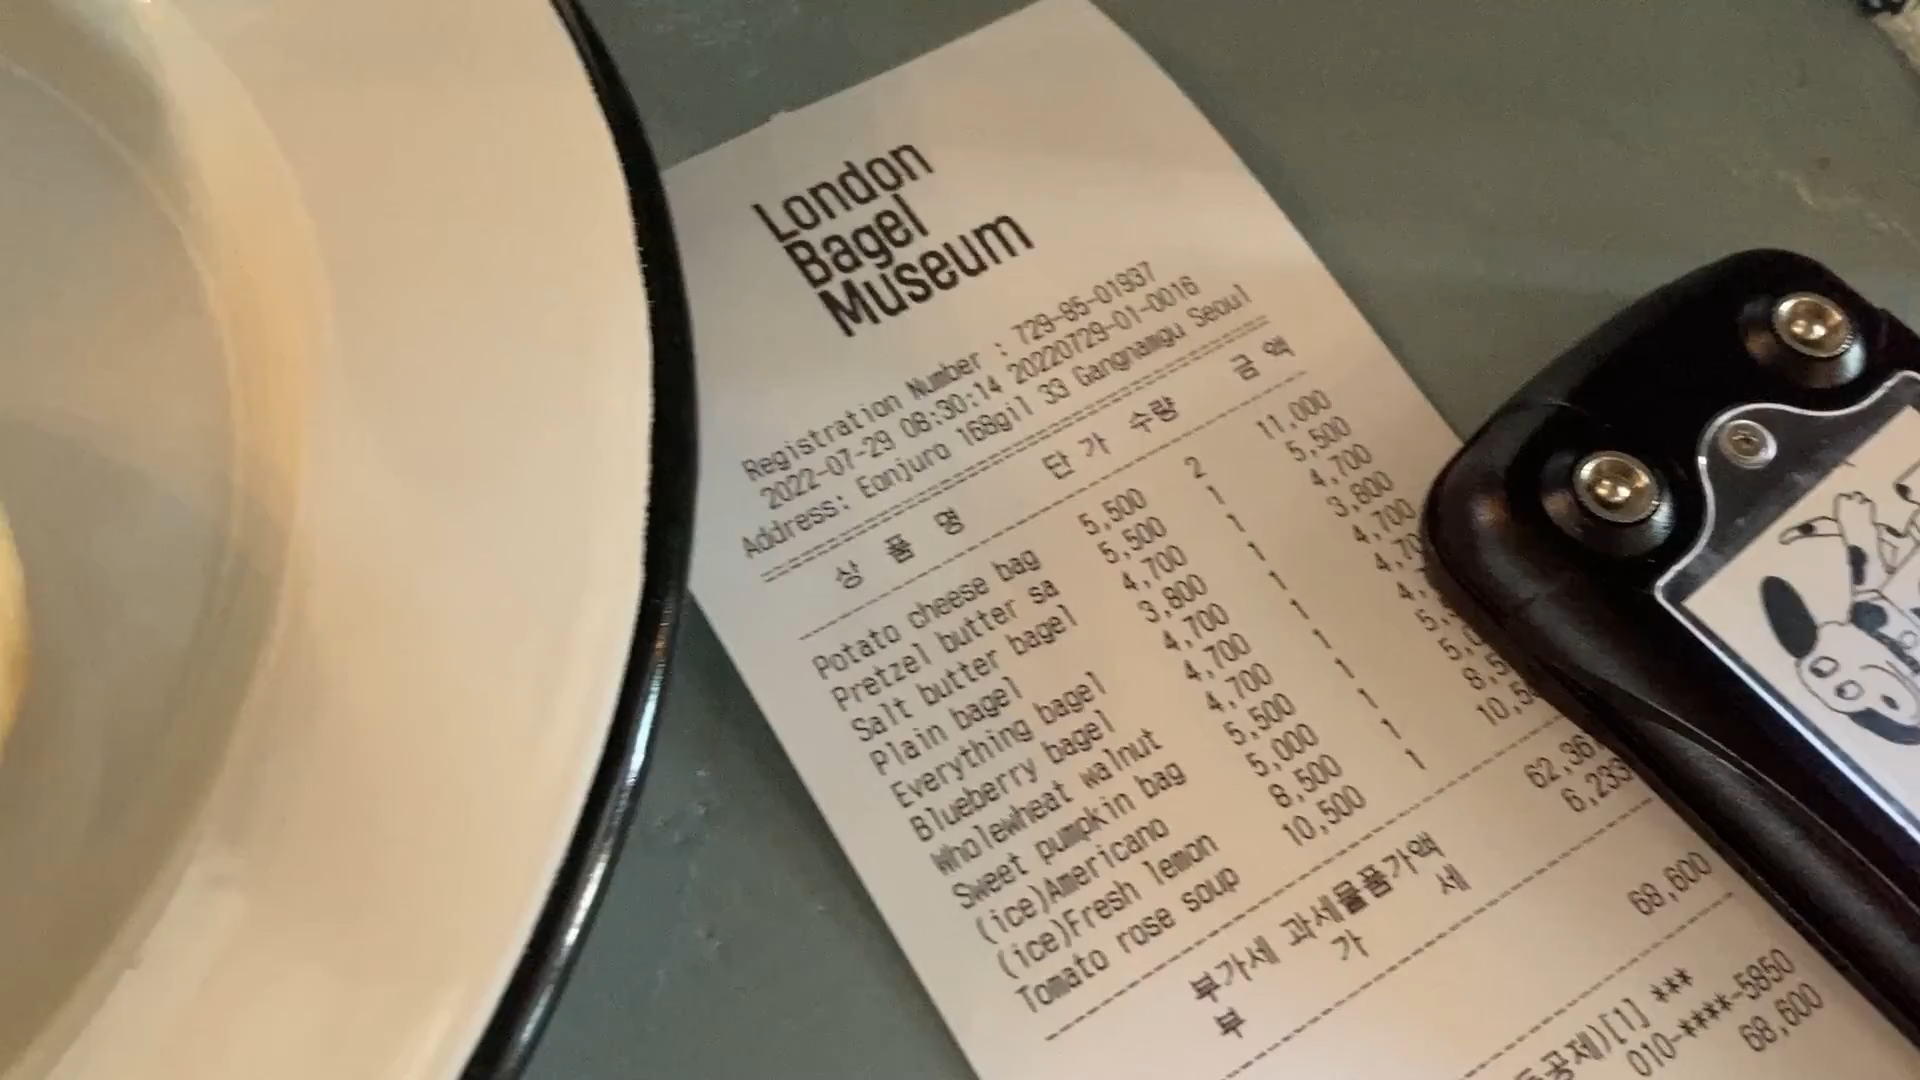 London
Bagel
Museum
Registration Number : 729-85-01937
2022-07-29 08:30:14 20220729-01-0016
Address: Eonjuro 168gil 33 Gangnamgu Seoul
상 품 명 단 가 수량 금 액
Potato cheese bag 5,500 2 11,000
Pretzel butter sa 5,500 1 5,500
Salt butter bagel 4,700 1 4,700
Plain bagel 3,800 1 3,800
Everything bagel 4,700 1 4,700
Blueberry bagel 4,700 1
Wholewheat walnut 4,700 1
Sweet pumpkin bag 5,500 1
(ice)Americano 5,000 1
(ice)Fresh lemon 8,500 1
Tomato rose soup 10,500 1
부가세 과세물품가액
부 가 세 6,233
68,600
[1] ***
010-****-5850
68,600